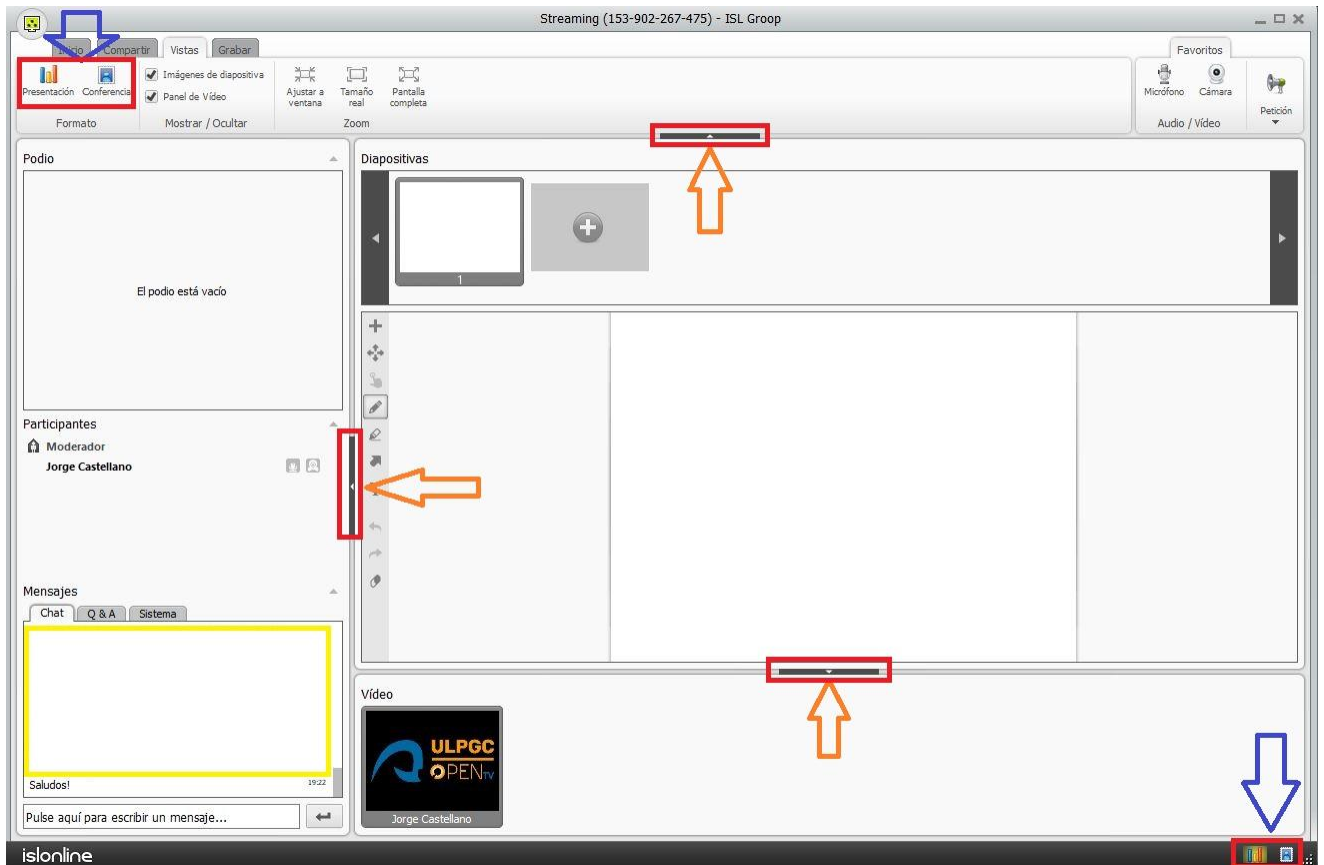 Streaming (153-902-267-475) - ISL Groop
Inicio Compartir Vistas Grabar
Favoritos
Presentación Conferencia
Imágenes de diapositiva
Panel de Vídeo
Ajustar a ventana
Tamaño real
Pantalla completa
Micrófono Cámara
Petición
Formato Mostrar / Ocultar Zoom Audio / Vídeo
Podio
El podio está vacío
Participantes
Moderador
Jorge Castellano
Mensajes
Chat Q & A Sistema
Saludos! 19:22
Pulse aquí para escribir un mensaje...
Diapositivas
1
Vídeo
ULPGC
OPENTV
Jorge Castellano
islonline